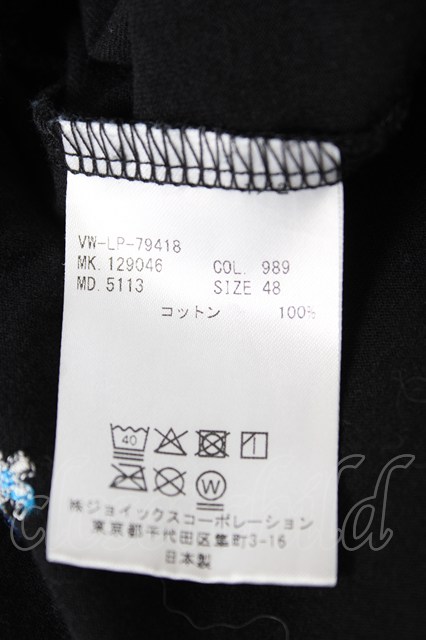 VW-LP-79418
MK. 129046 COL. 989
MD. 5113 SIZE 48
コットン 100%
40
W
㈱ジョイックスコーポレーション
東京都千代田区隼町3-16
日本製